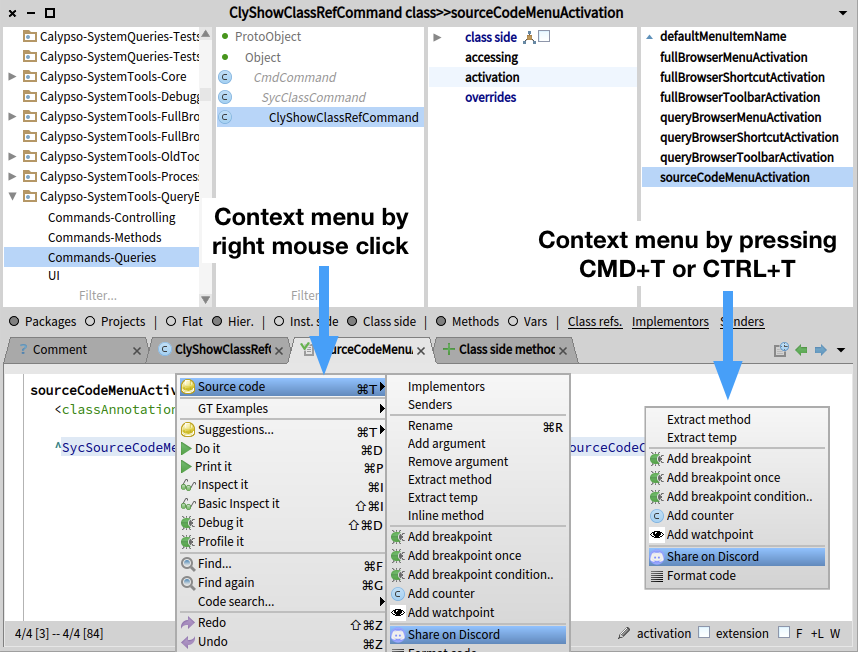 ClyShowClassRefCommand class>>sourceCodeMenuActivation
Calypso-SystemQueries-Tests
Calypso-SystemQueries-Tests
Calypso-SystemTools-Core
Calypso-SystemTools-Debugg
Calypso-SystemTools-FullBro
Calypso-SystemTools-FullBro
Calypso-SystemTools-OldToo
Calypso-SystemTools-Process
Calypso-SystemTools-QueryB
Commands-Controlling
Commands-Methods
Commands-Queries
UI
Filter...
ProtoObject
Object
CmdCommand
SycClassCommand
ClyShowClassRefCommand
Filter
class side
accessing
activation
overrides
defaultMenuItemName
fullBrowserMenuActivation
fullBrowserShortcutActivation
fullBrowserToolbarActivation
queryBrowserMenuActivation
queryBrowserShortcutActivation
queryBrowserToolbarActivation
sourceCodeMenuActivation
Context menu by
right mouse click
Context menu by pressing
CMD+T or CTRL+T
Packages Projects | Flat Hier. | Inst. side Class side | Methods Vars | Class refs. Implementors Senders
? Comment × C ClyShowClassRef × urceCodeMenu × + Class side methoc ×
sourceCodeMenuActiv
<classAnnotation
^SycSourceCodeMe
ourceCodeC
Source code ⌘T
GT Examples
Suggestions... ⌘T
Do it ⌘D
Print it ⌘P
Inspect it ⌘I
Basic Inspect it ⇧⌘I
Debug it ⇧⌘D
Profile it
Find... ⌘F
Find again ⌘G
Code search...
Redo ⇧⌘Z
Undo ⌘Z
Implementors
Senders
Rename ⌘R
Add argument
Remove argument
Extract method
Extract temp
Inline method
Add breakpoint
Add breakpoint once
Add breakpoint condition..
C Add counter
Add watchpoint
Share on Discord
Format code
Extract method
Extract temp
Add breakpoint
Add breakpoint once
Add breakpoint condition..
C Add counter
Add watchpoint
Share on Discord
Format code
4/4 [3] -- 4/4 [84]
activation extension F +L W